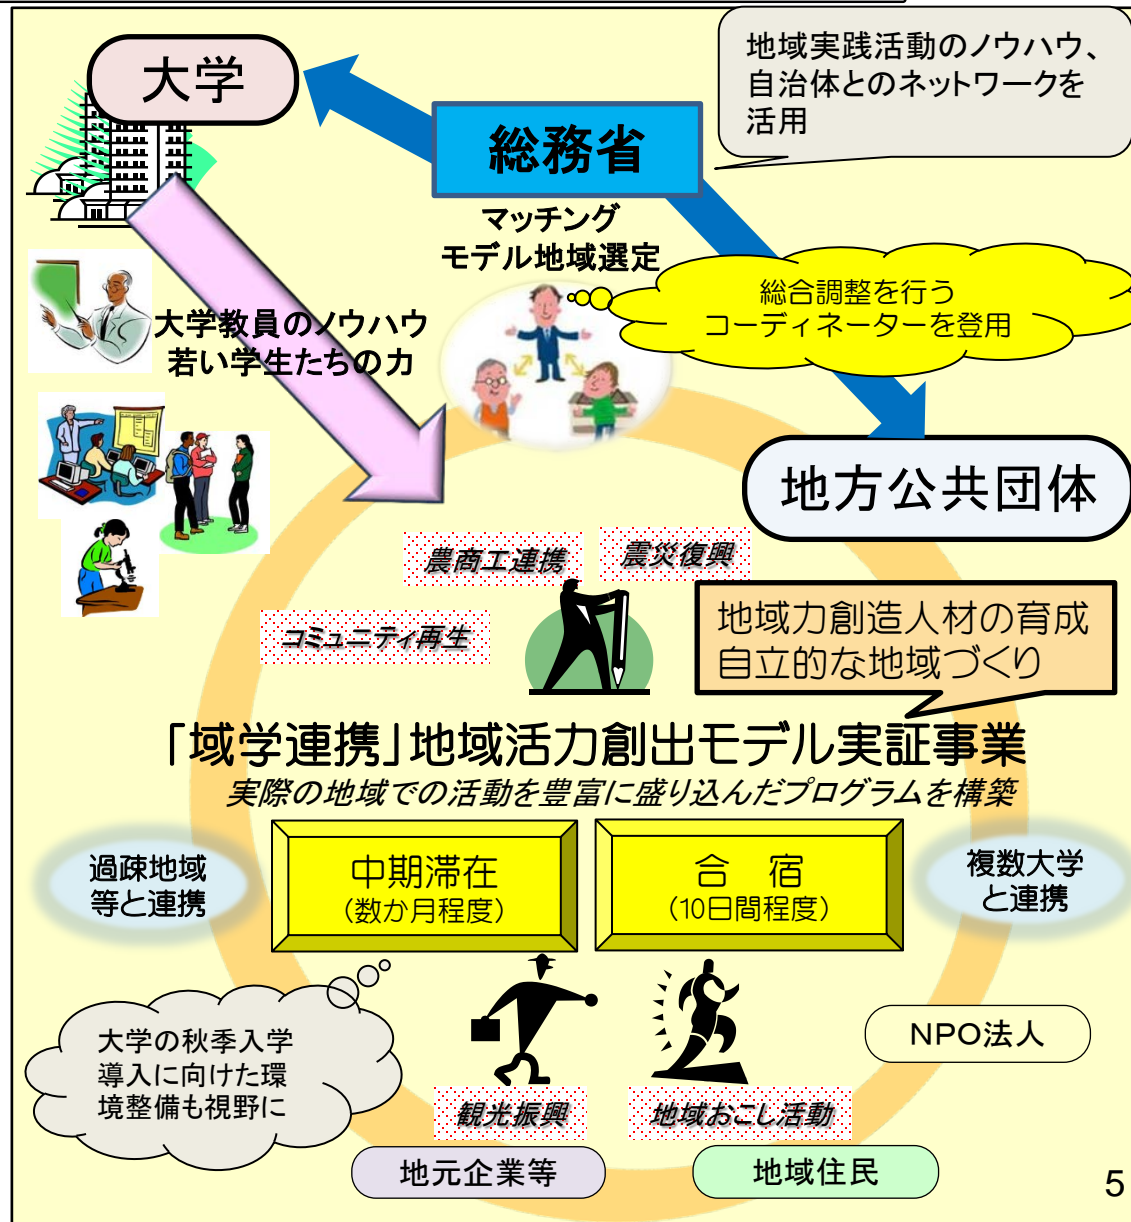 大学
総務省
地域実践活動のノウハウ、
自治体とのネットワークを
活用
マッチング
モデル地域選定
総合調整を行う
コーディネーターを登用
大学教員のノウハウ
若い学生たちの力
地方公共団体
農商工連携
震災復興
コミュニティ再生
地域力創造人材の育成
自立的な地域づくり
「域学連携」地域活力創出モデル実証事業
実際の地域での活動を豊富に盛り込んだプログラムを構築
過疎地域
等と連携
中期滞在
(数か月程度)
合　宿
(10日間程度)
複数大学
と連携
大学の秋季入学
導入に向けた環
境整備も視野に
NPO法人
観光振興
地域おこし活動
地元企業等
地域住民
5